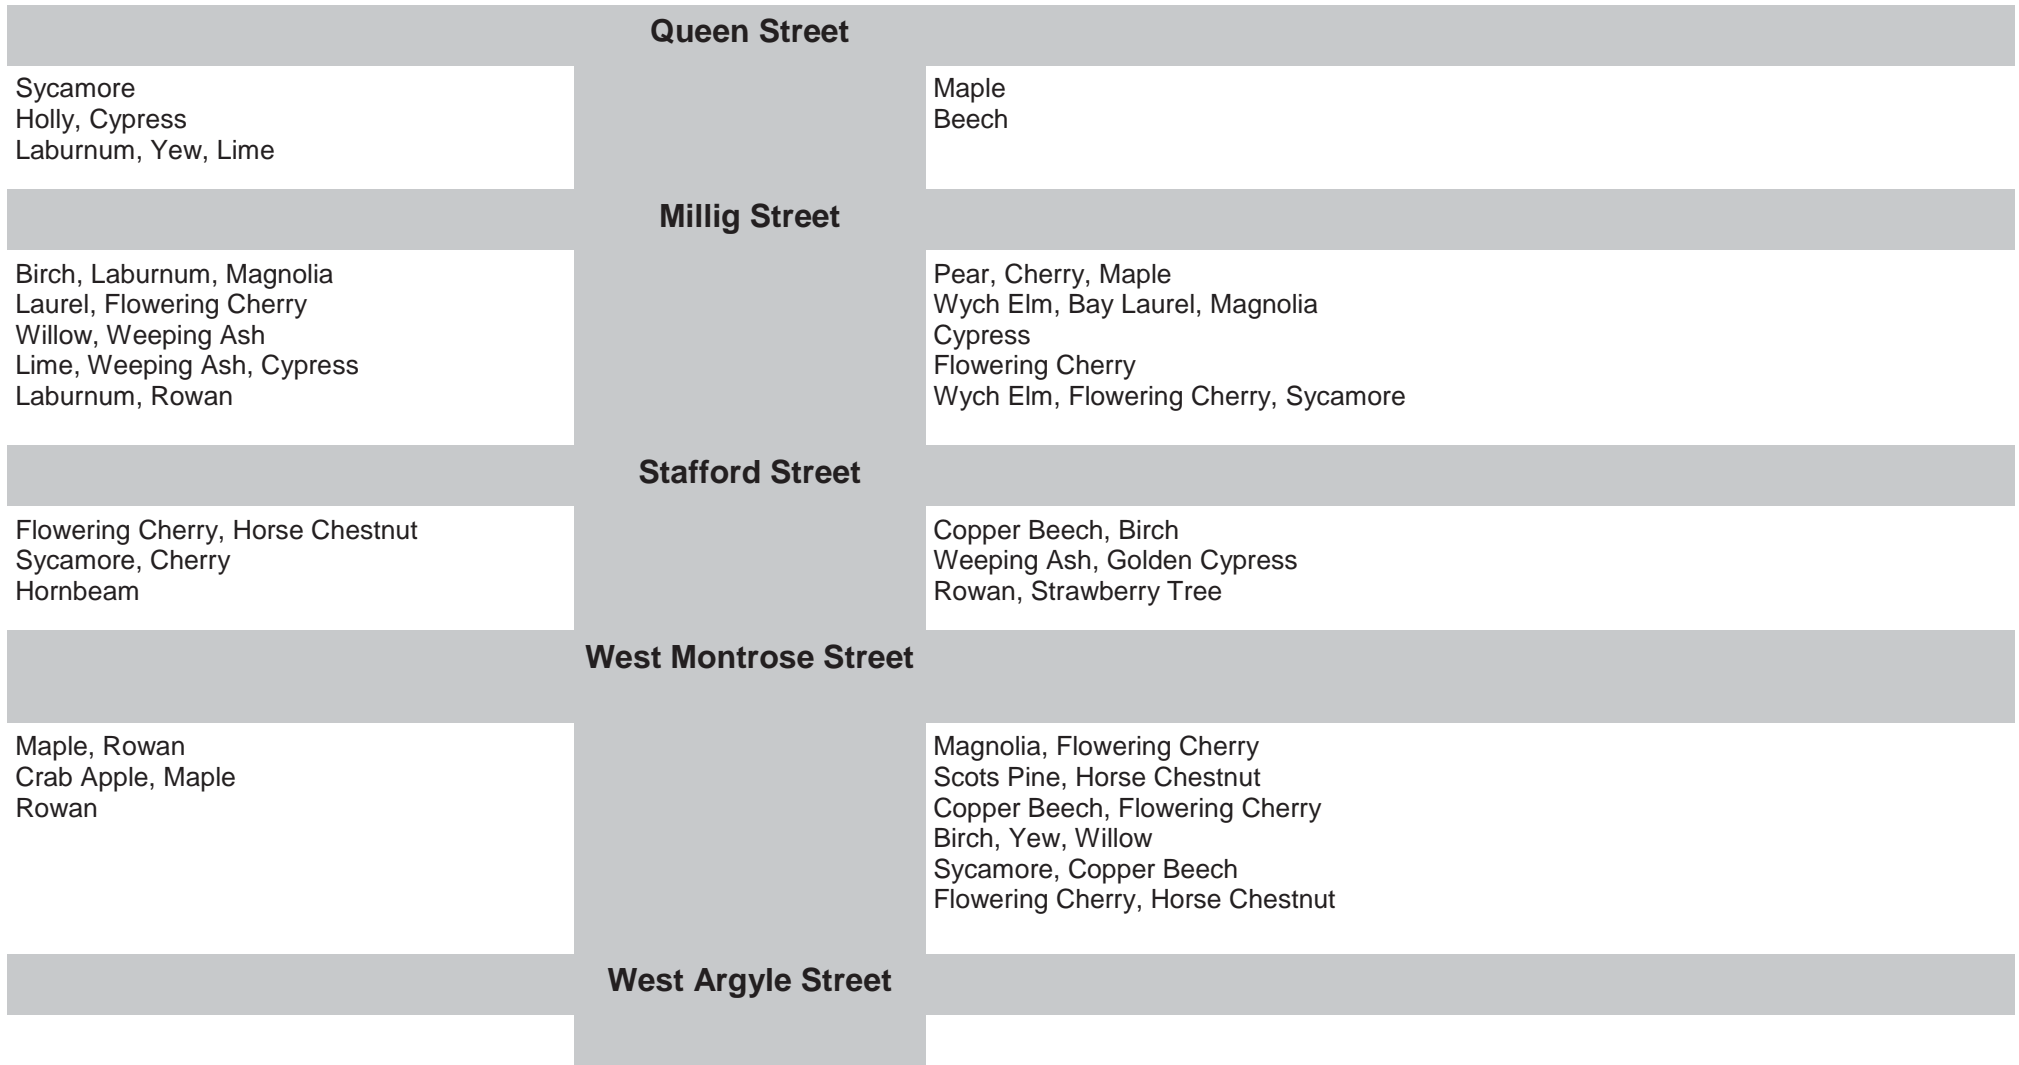 Queen Street
Sycamore
Holly, Cypress
Laburnum, Yew, Lime
Maple
Beech
Millig Street
Birch, Laburnum, Magnolia
Laurel, Flowering Cherry
Willow, Weeping Ash
Lime, Weeping Ash, Cypress
Laburnum, Rowan
Pear, Cherry, Maple
Wych Elm, Bay Laurel, Magnolia
Cypress
Flowering Cherry
Wych Elm, Flowering Cherry, Sycamore
Stafford Street
Flowering Cherry, Horse Chestnut
Sycamore, Cherry
Hornbeam
Copper Beech, Birch
Weeping Ash, Golden Cypress
Rowan, Strawberry Tree
West Montrose Street
Maple, Rowan
Crab Apple, Maple
Rowan
Magnolia, Flowering Cherry
Scots Pine, Horse Chestnut
Copper Beech, Flowering Cherry
Birch, Yew, Willow
Sycamore, Copper Beech
Flowering Cherry, Horse Chestnut
West Argyle Street